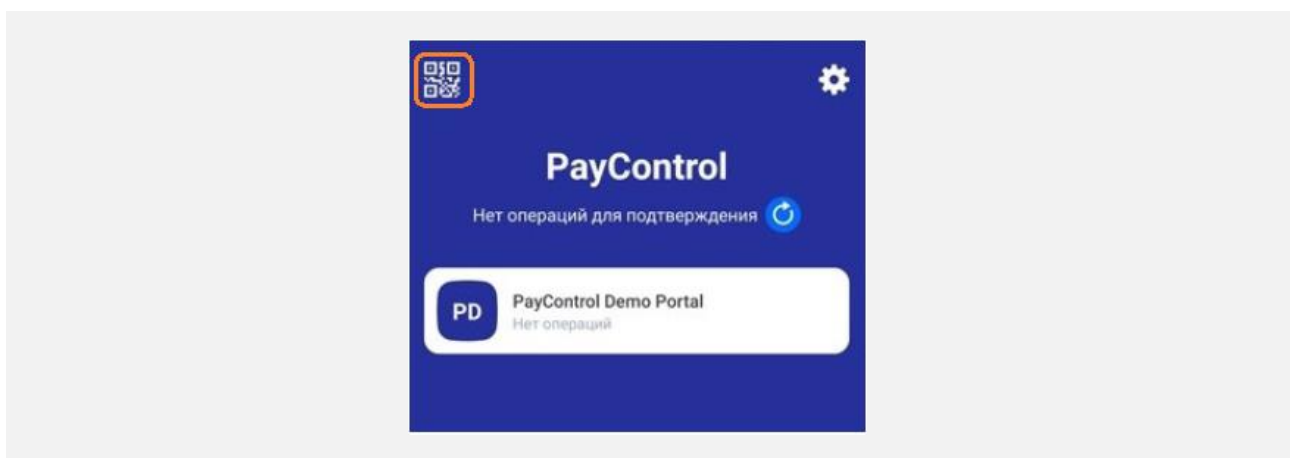 PayControl
Нет операций для подтверждения
PD
PayControl Demo Portal
Нет операций